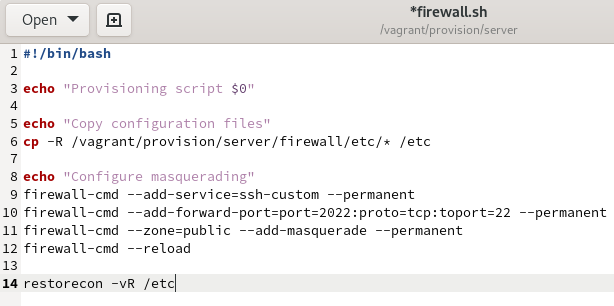 Open
*firewall.sh
/vagrant/provision/server
1 #!/bin/bash
2
3 echo "Provisioning script $0"
4
5 echo "Copy configuration files"
6 cp -R /vagrant/provision/server/firewall/etc/* /etc
7
8 echo "Configure masquerading"
9 firewall-cmd --add-service=ssh-custom --permanent
10 firewall-cmd --add-forward-port=port=2022:proto=tcp:toport=22 --permanent
11 firewall-cmd --zone=public --add-masquerade --permanent
12 firewall-cmd --reload
13
14 restorecon -vR /etc